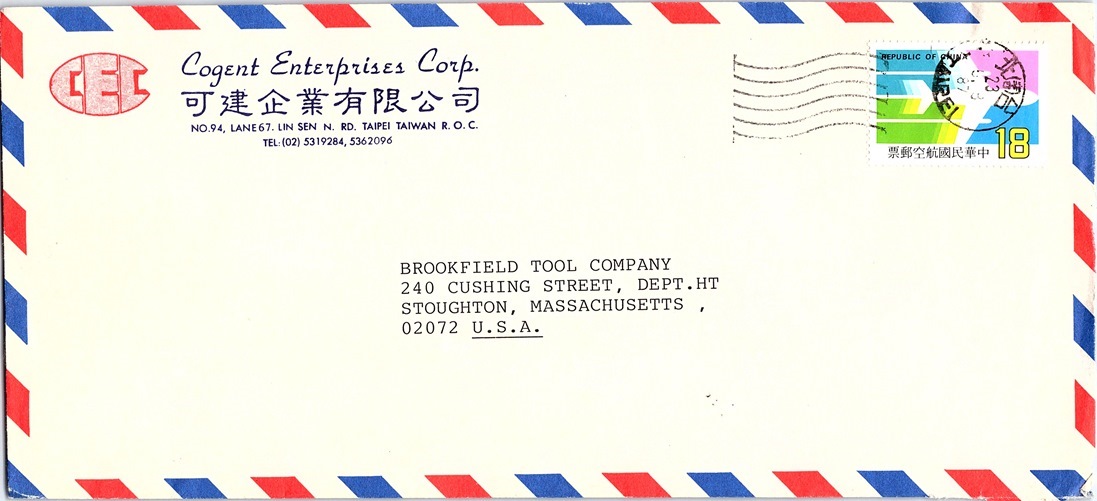 CEC
Cogent Enterprises Corp.
可建企業有限公司
NO.94, LANE 67. LIN SEN N. RD. TAIPEI TAIWAN R. O. C.
TEL: (02) 5319284, 5362096
REPUBLIC OF CHINA
18
票郵空航國民華中
TAIPEI
BROOKFIELD TOOL COMPANY
240 CUSHING STREET, DEPT.HT
STOUGHTON, MASSACHUSETTS ,
02072 U.S.A.